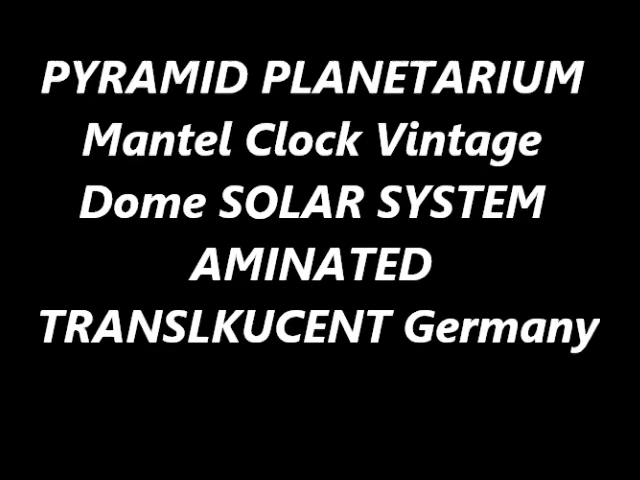 PYRAMID PLANETARIUM
Mantel Clock Vintage
Dome SOLAR SYSTEM
AMINATED
TRANSLKUCENT Germany